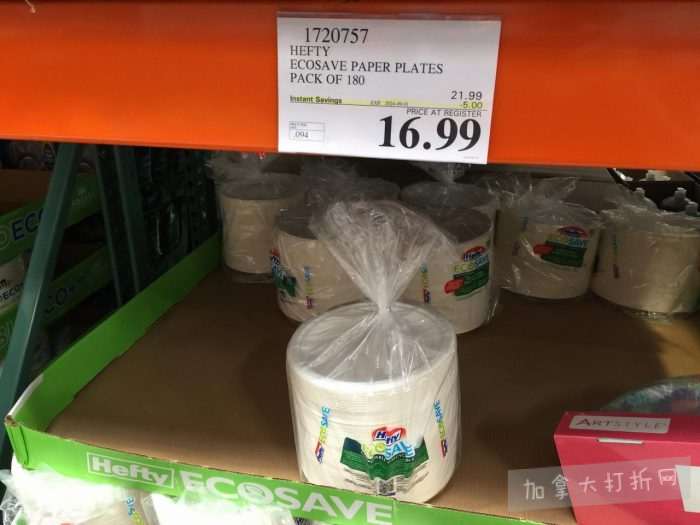 1720757
HEFTY
ECOSAVE PAPER PLATES
PACK OF 180
21.99
Instant Savings
-5.00
PRICE AT REGISTER
.094
16.99
Hefty
ECOSAVE
Hefty ECOSAVE
ARTSTYLE
加拿大打折网